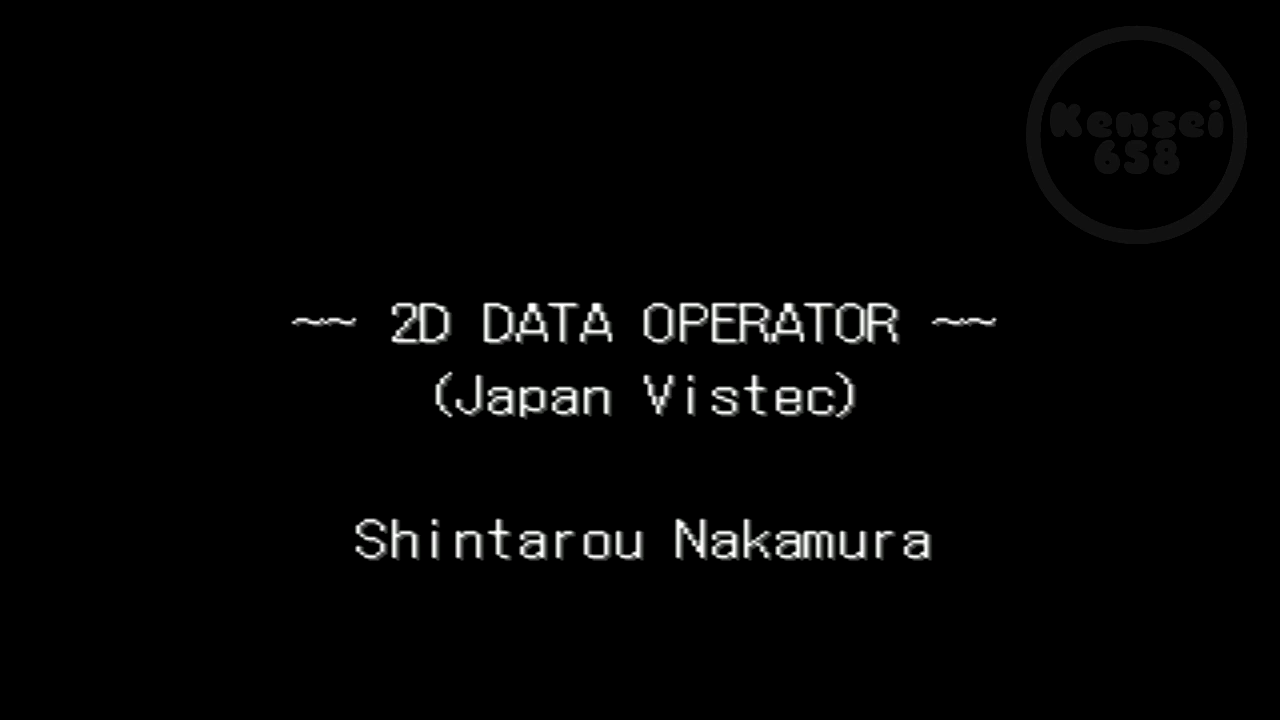 Kensei
658
~~ 2D DATA OPERATOR ~~
(Japan Vistec)
Shintarou Nakamura